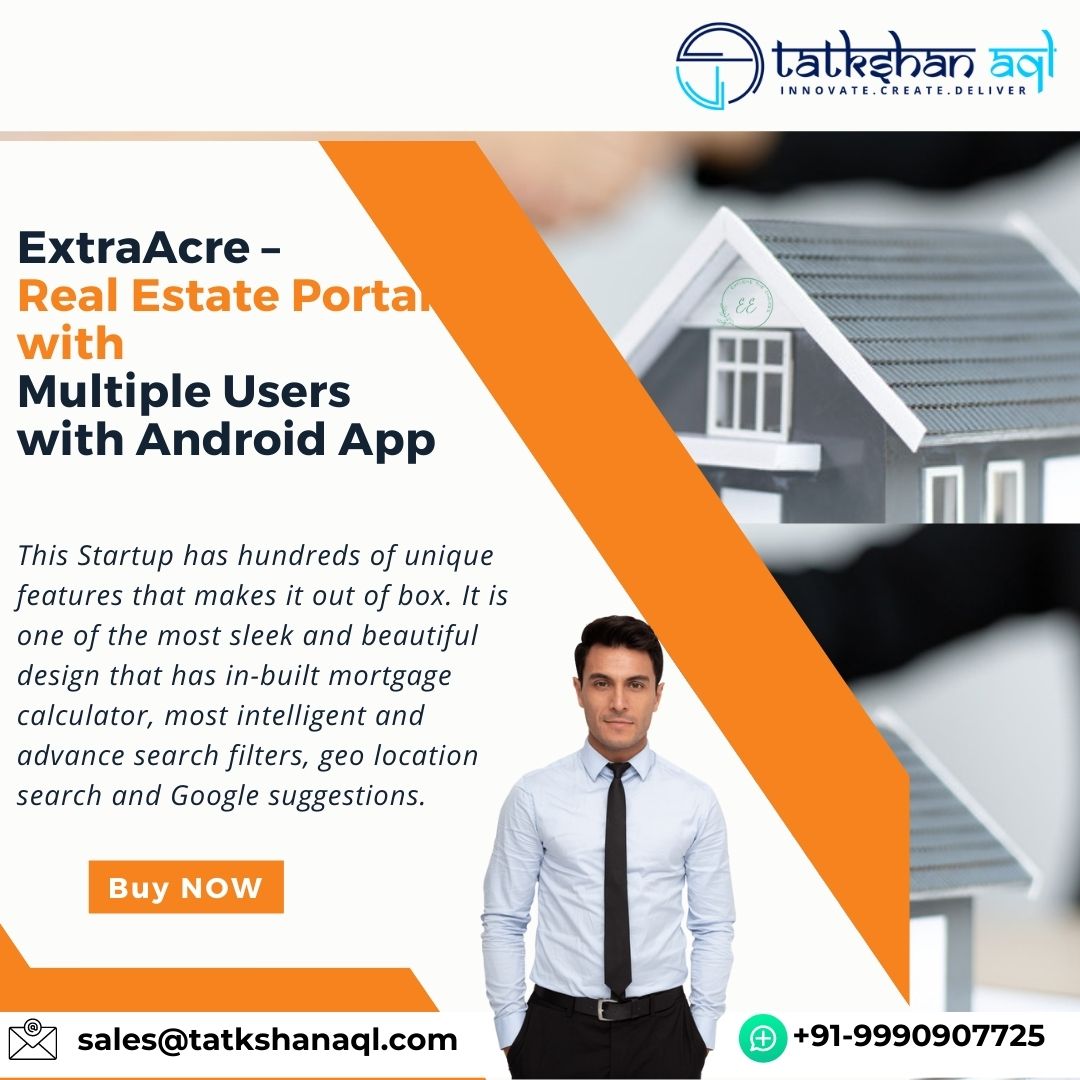 tatkshan aql
INNOVATE.CREATE.DELIVER
ExtraAcre –
Real Estate Portal
with
Multiple Users
with Android App
EE
This Startup has hundreds of unique
features that makes it out of box. It is
one of the most sleek and beautiful
design that has in-built mortgage
calculator, most intelligent and
advance search filters, geo location
search and Google suggestions.
Buy NOW
@
sales@tatkshanaql.com
+91-9990907725